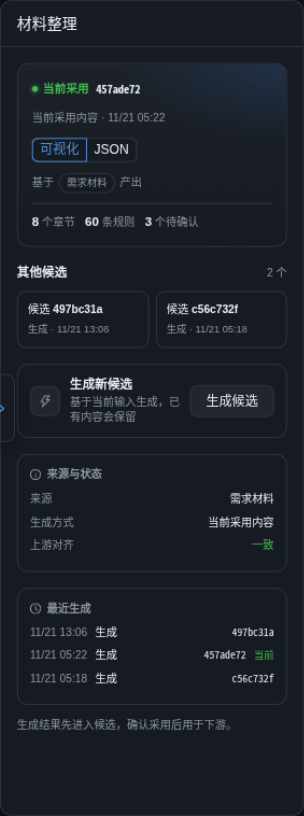 材料整理
当前采用 457ade72
当前采用内容 · 11/21 05:22
可视化 JSON
基于 需求材料 产出
8 个章节 60 条规则 3 个待确认
其他候选 2 个
候选 497bc31a
生成 · 11/21 13:06
候选 c56c732f
生成 · 11/21 05:18
生成新候选
基于当前输入生成，已
有内容会保留
生成候选
来源与状态
来源 需求材料
生成方式 当前采用内容
上游对齐 一致
最近生成
11/21 13:06 生成 497bc31a
11/21 05:22 生成 457ade72 当前
11/21 05:18 生成 c56c732f
生成结果先进入候选，确认采用后用于下游。